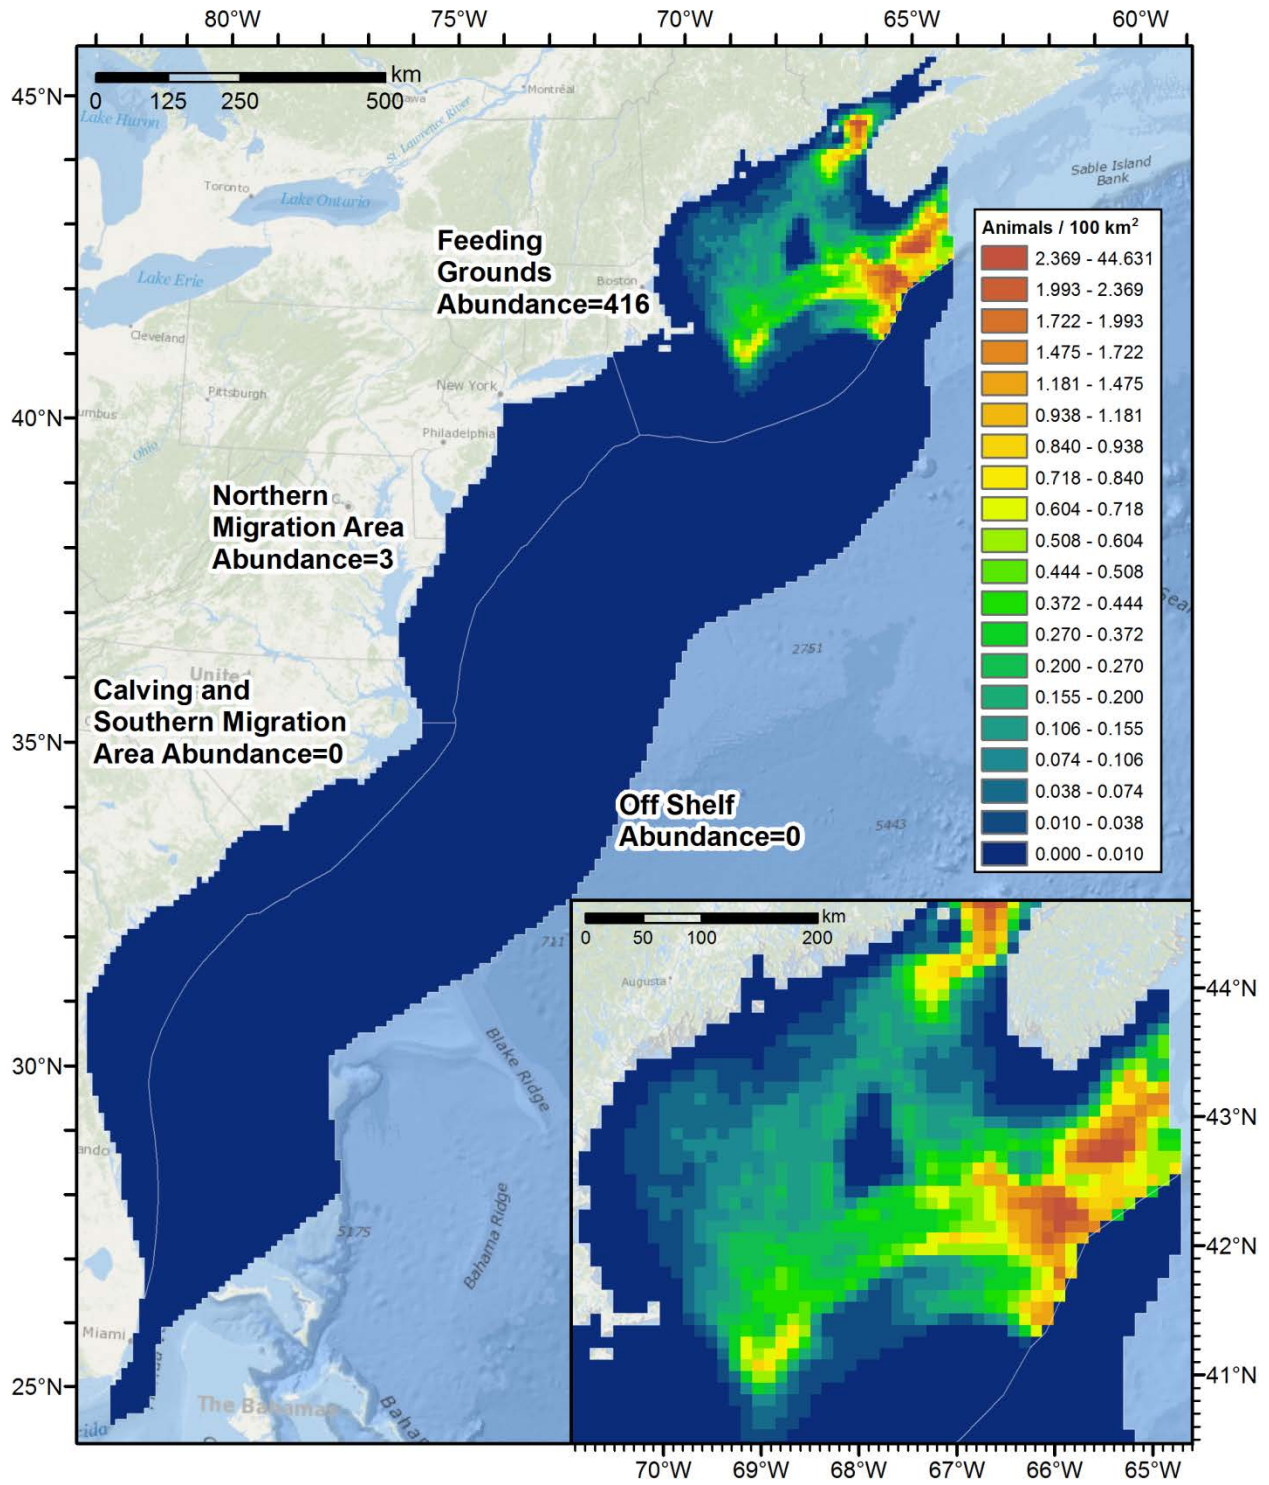 80°W 75°W 70°W 65°W 60°W
45°N
40°N
35°N
30°N
25°N
km
0 125 250 500
Montréal
Lake Huron
St. Lawrence River
Toronto
Lake Ontario
Lake Erie
Cleveland
Pittsburgh
Ohio
Boston
New York
Philadelphia
Sable Island
Bank
Feeding
Grounds
Abundance=416
Northern
Migration Area
Abundance=3
United
Calving and
Southern Migration
Area Abundance=0
Off Shelf
Abundance=0
2751
5443
711
5175
Blake Ridge
Bahama Ridge
Miami
The Bahamas
Animals / 100 km²
2.369 - 44.631
1.993 - 2.369
1.722 - 1.993
1.475 - 1.722
1.181 - 1.475
0.938 - 1.181
0.840 - 0.938
0.718 - 0.840
0.604 - 0.718
0.508 - 0.604
0.444 - 0.508
0.372 - 0.444
0.270 - 0.372
0.200 - 0.270
0.155 - 0.200
0.106 - 0.155
0.074 - 0.106
0.038 - 0.074
0.010 - 0.038
0.000 - 0.010
km
0 50 100 200
Augusta
44°N
43°N
42°N
41°N
70°W 69°W 68°W 67°W 66°W 65°W